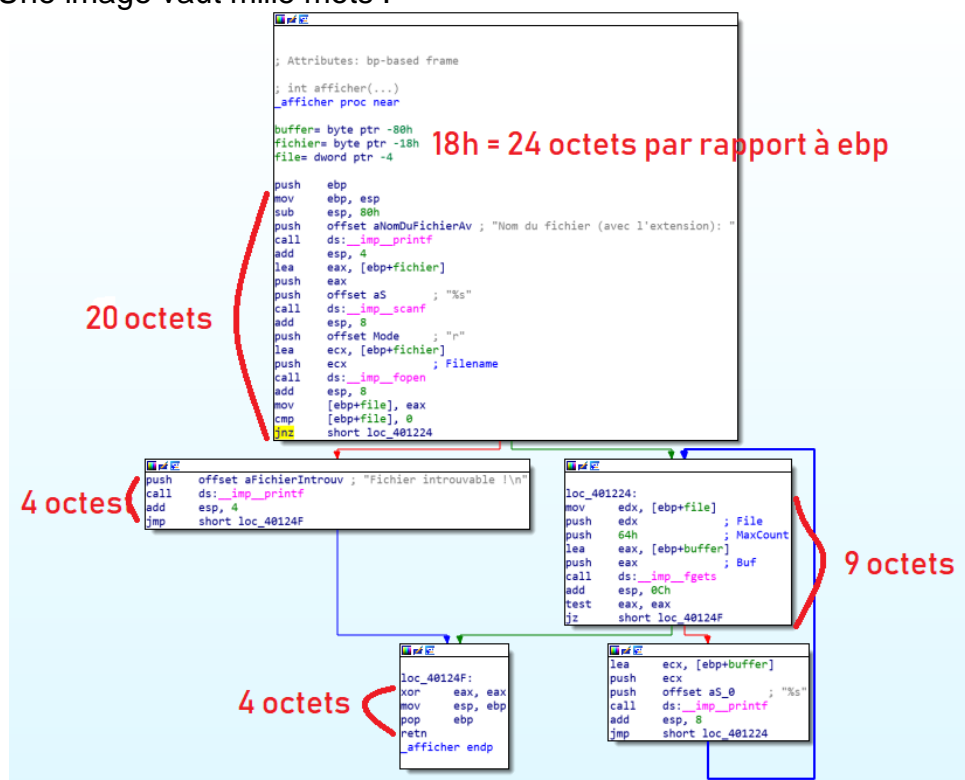 Une image vaut mille mots :
; Attributes: bp-based frame
; int afficher(...)
_afficher proc near
buffer= byte ptr -80h
fichier= byte ptr -18h
file= dword ptr -4
18h = 24 octets par rapport à ebp
push ebp
mov ebp, esp
sub esp, 80h
push offset aNomDuFichierAv ; "Nom du fichier (avec l'extension): "
call ds:__imp__printf
add esp, 4
lea eax, [ebp+fichier]
push eax
push offset aS ; "%s"
call ds:__imp__scanf
add esp, 8
push offset Mode ; "r"
lea ecx, [ebp+fichier]
push ecx ; Filename
call ds:__imp__fopen
add esp, 8
mov [ebp+file], eax
cmp [ebp+file], 0
jnz short loc_401224
20 octets
push offset aFichierIntrouv ; "Fichier introuvable !\n"
call ds:__imp__printf
add esp, 4
jmp short loc_40124F
4 octest
loc_401224:
mov edx, [ebp+file]
push edx ; File
push 64h ; MaxCount
lea eax, [ebp+buffer]
push eax ; Buf
call ds:__imp__fgets
add esp, 0Ch
test eax, eax
jz short loc_40124F
9 octets
loc_40124F:
xor eax, eax
mov esp, ebp
pop ebp
retn
_afficher endp
4 octets
lea ecx, [ebp+buffer]
push ecx
push offset aS_0 ; "%s"
call ds:__imp__printf
add esp, 8
jmp short loc_401224